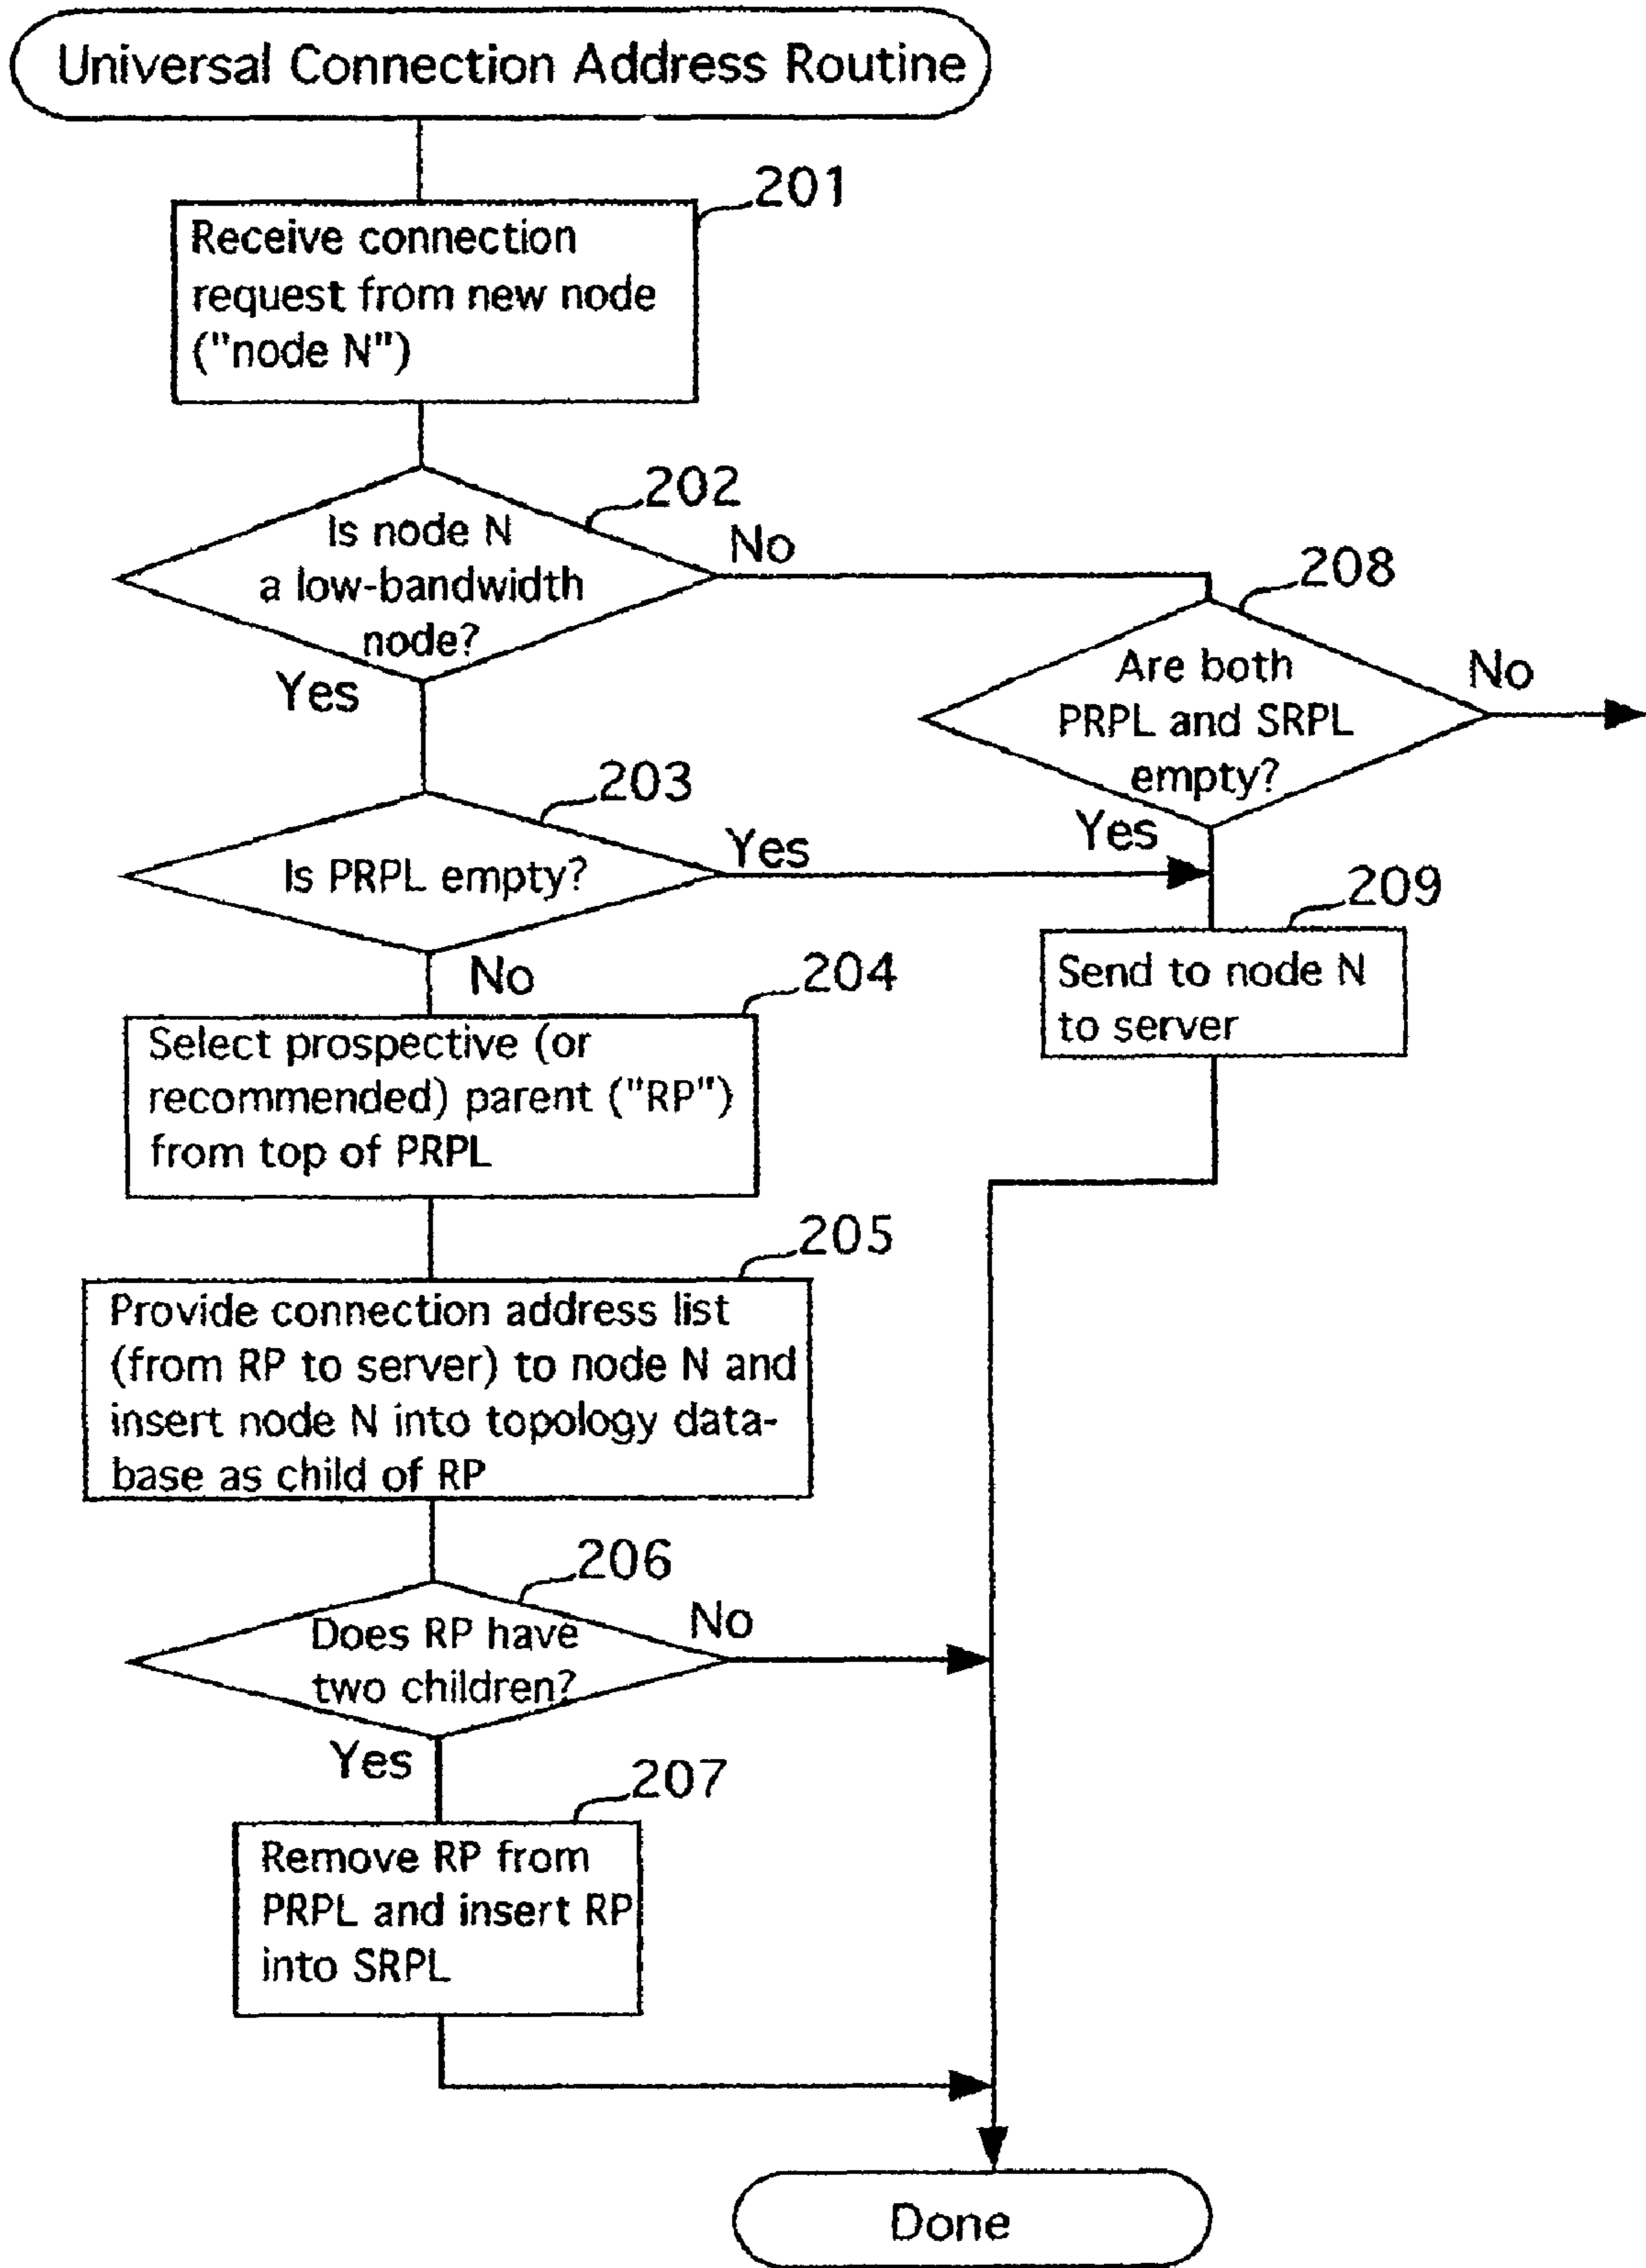 Universal Connection Address Routine
201
Receive connection
request from new node
("node N")
202
Is node N
a low-bandwidth
node?
No
Yes
208
Are both
PRPL and SRPL
empty?
No
Yes
203
Is PRPL empty?
Yes
No
209
Send to node N
to server
204
Select prospective (or
recommended) parent ("RP")
from top of PRPL
205
Provide connection address list
(from RP to server) to node N and
insert node N into topology data-
base as child of RP
206
Does RP have
two children?
No
Yes
207
Remove RP from
PRPL and insert RP
into SRPL
Done